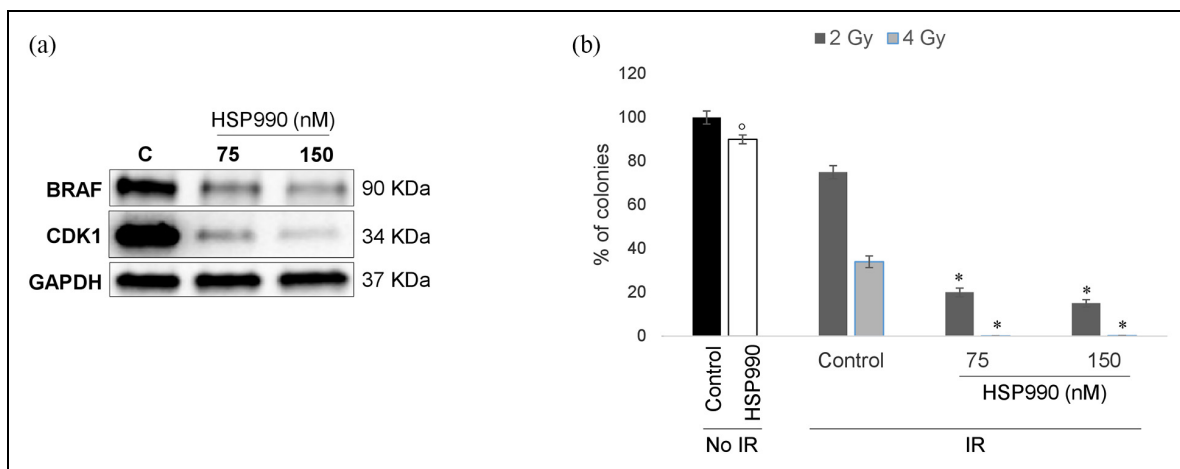 (a)
HSP990 (nM)
C 75 150
BRAF 90 KDa
CDK1 34 KDa
GAPDH 37 KDa
(b)
2 Gy 4 Gy
% of colonies
120
100
80
60
40
20
0
°
* * * *
Control HSP990
No IR
Control 75 150
HSP990 (nM)
IR